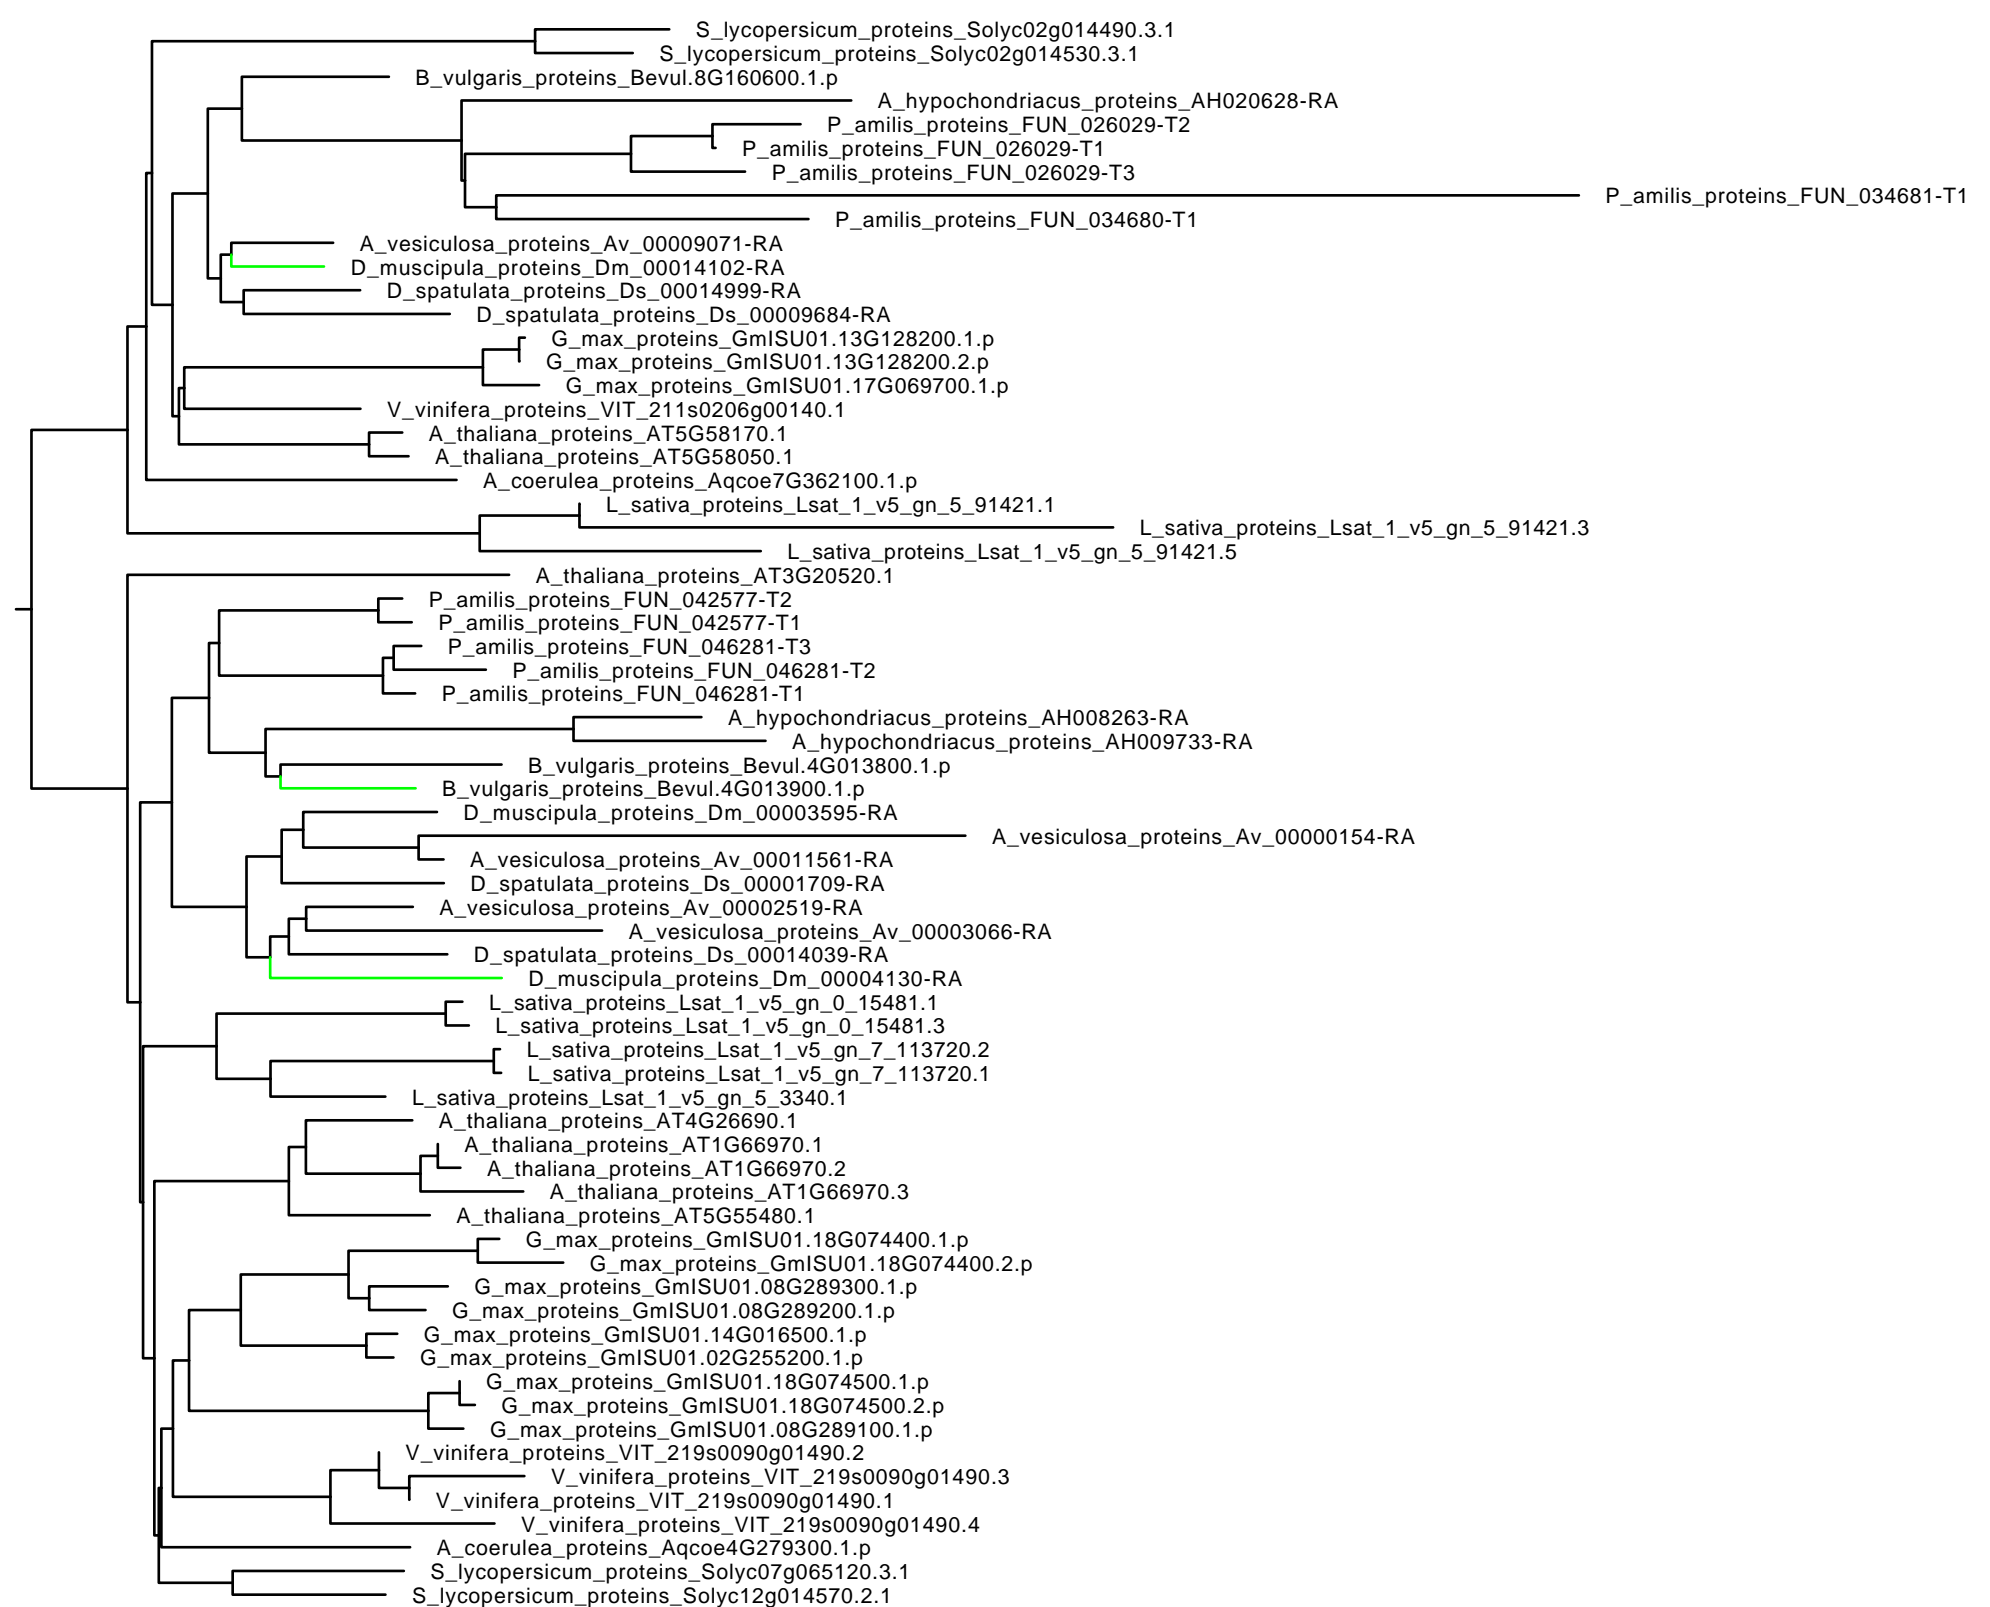 S_lycopersicum_proteins_Solyc02g014490.3.1
S_lycopersicum_proteins_Solyc02g014530.3.1
B_vulgaris_proteins_Bevul.8G160600.1.p
A_hypochondriacus_proteins_AH020628-RA
P_amilis_proteins_FUN_026029-T2
P_amilis_proteins_FUN_026029-T1
P_amilis_proteins_FUN_026029-T3
P_amilis_proteins_FUN_034681-T1
P_amilis_proteins_FUN_034680-T1
A_vesiculosa_proteins_Av_00009071-RA
D_muscipula_proteins_Dm_00014102-RA
D_spatulata_proteins_Ds_00014999-RA
D_spatulata_proteins_Ds_00009684-RA
G_max_proteins_GmISU01.13G128200.1.p
G_max_proteins_GmISU01.13G128200.2.p
G_max_proteins_GmISU01.17G069700.1.p
V_vinifera_proteins_VIT_211s0206g00140.1
A_thaliana_proteins_AT5G58170.1
A_thaliana_proteins_AT5G58050.1
A_coerulea_proteins_Aqcoe7G362100.1.p
L_sativa_proteins_Lsat_1_v5_gn_5_91421.1
L_sativa_proteins_Lsat_1_v5_gn_5_91421.3
L_sativa_proteins_Lsat_1_v5_gn_5_91421.5
A_thaliana_proteins_AT3G20520.1
P_amilis_proteins_FUN_042577-T2
P_amilis_proteins_FUN_042577-T1
P_amilis_proteins_FUN_046281-T3
P_amilis_proteins_FUN_046281-T2
P_amilis_proteins_FUN_046281-T1
A_hypochondriacus_proteins_AH008263-RA
A_hypochondriacus_proteins_AH009733-RA
B_vulgaris_proteins_Bevul.4G013800.1.p
B_vulgaris_proteins_Bevul.4G013900.1.p
D_muscipula_proteins_Dm_00003595-RA
A_vesiculosa_proteins_Av_00000154-RA
A_vesiculosa_proteins_Av_00011561-RA
D_spatulata_proteins_Ds_00001709-RA
A_vesiculosa_proteins_Av_00002519-RA
A_vesiculosa_proteins_Av_00003066-RA
D_spatulata_proteins_Ds_00014039-RA
D_muscipula_proteins_Dm_00004130-RA
L_sativa_proteins_Lsat_1_v5_gn_0_15481.1
L_sativa_proteins_Lsat_1_v5_gn_0_15481.3
L_sativa_proteins_Lsat_1_v5_gn_7_113720.2
L_sativa_proteins_Lsat_1_v5_gn_7_113720.1
L_sativa_proteins_Lsat_1_v5_gn_5_3340.1
A_thaliana_proteins_AT4G26690.1
A_thaliana_proteins_AT1G66970.1
A_thaliana_proteins_AT1G66970.2
A_thaliana_proteins_AT1G66970.3
A_thaliana_proteins_AT5G55480.1
G_max_proteins_GmISU01.18G074400.1.p
G_max_proteins_GmISU01.18G074400.2.p
G_max_proteins_GmISU01.08G289300.1.p
G_max_proteins_GmISU01.08G289200.1.p
G_max_proteins_GmISU01.14G016500.1.p
G_max_proteins_GmISU01.02G255200.1.p
G_max_proteins_GmISU01.18G074500.1.p
G_max_proteins_GmISU01.18G074500.2.p
G_max_proteins_GmISU01.08G289100.1.p
V_vinifera_proteins_VIT_219s0090g01490.2
V_vinifera_proteins_VIT_219s0090g01490.3
V_vinifera_proteins_VIT_219s0090g01490.1
V_vinifera_proteins_VIT_219s0090g01490.4
A_coerulea_proteins_Aqcoe4G279300.1.p
S_lycopersicum_proteins_Solyc07g065120.3.1
S_lycopersicum_proteins_Solyc12g014570.2.1